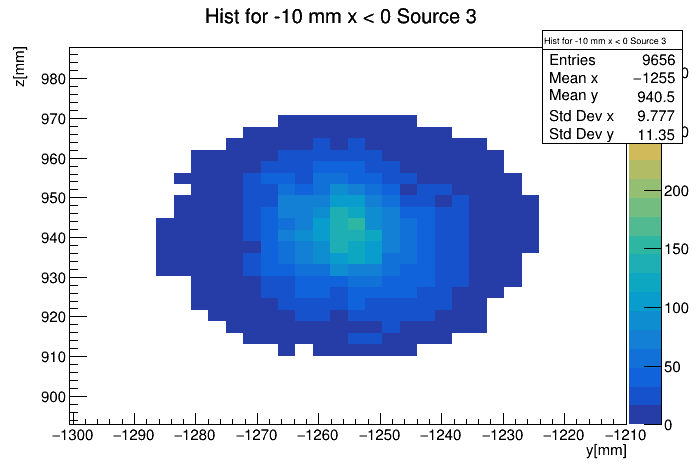 Hist for -10 mm x < 0 Source 3
z[mm]
Hist for -10 mm x < 0 Source 3
Entries 9656
Mean x −1255
Mean y 940.5
Std Dev x 9.777
Std Dev y 11.35
980
970
960
950
940
930
920
910
900
200
150
100
50
0
−1300 −1290 −1280 −1270 −1260 −1250 −1240 −1230 −1220 −1210
y[mm]